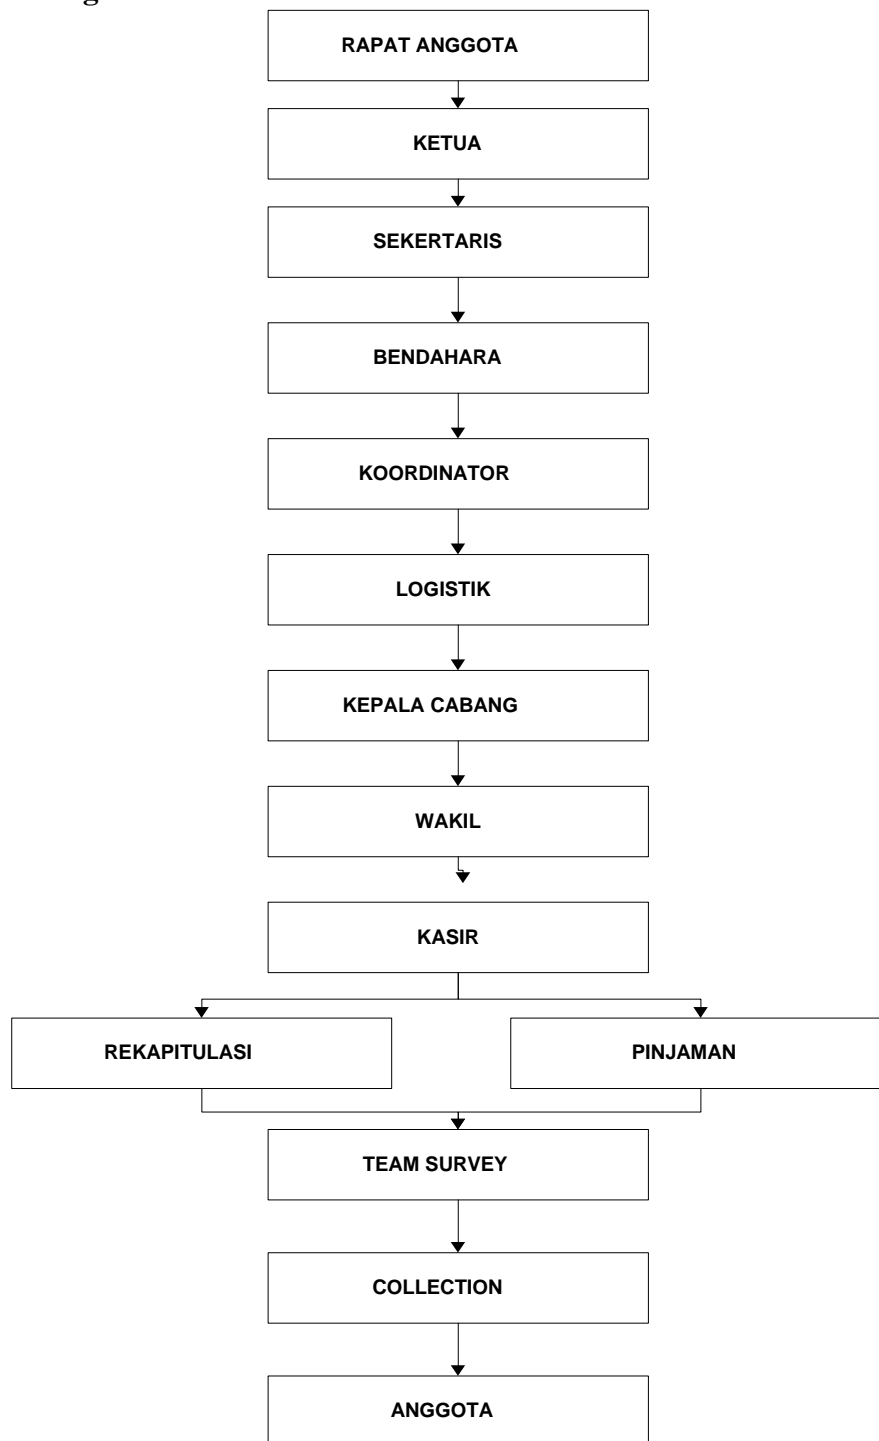 RAPAT ANGGOTA
KETUA
SEKERTARIS
BENDAHARA
KOORDINATOR
LOGISTIK
KEPALA CABANG
WAKIL
KASIR
REKAPITULASI PINJAMAN
TEAM SURVEY
COLLECTION
ANGGOTA